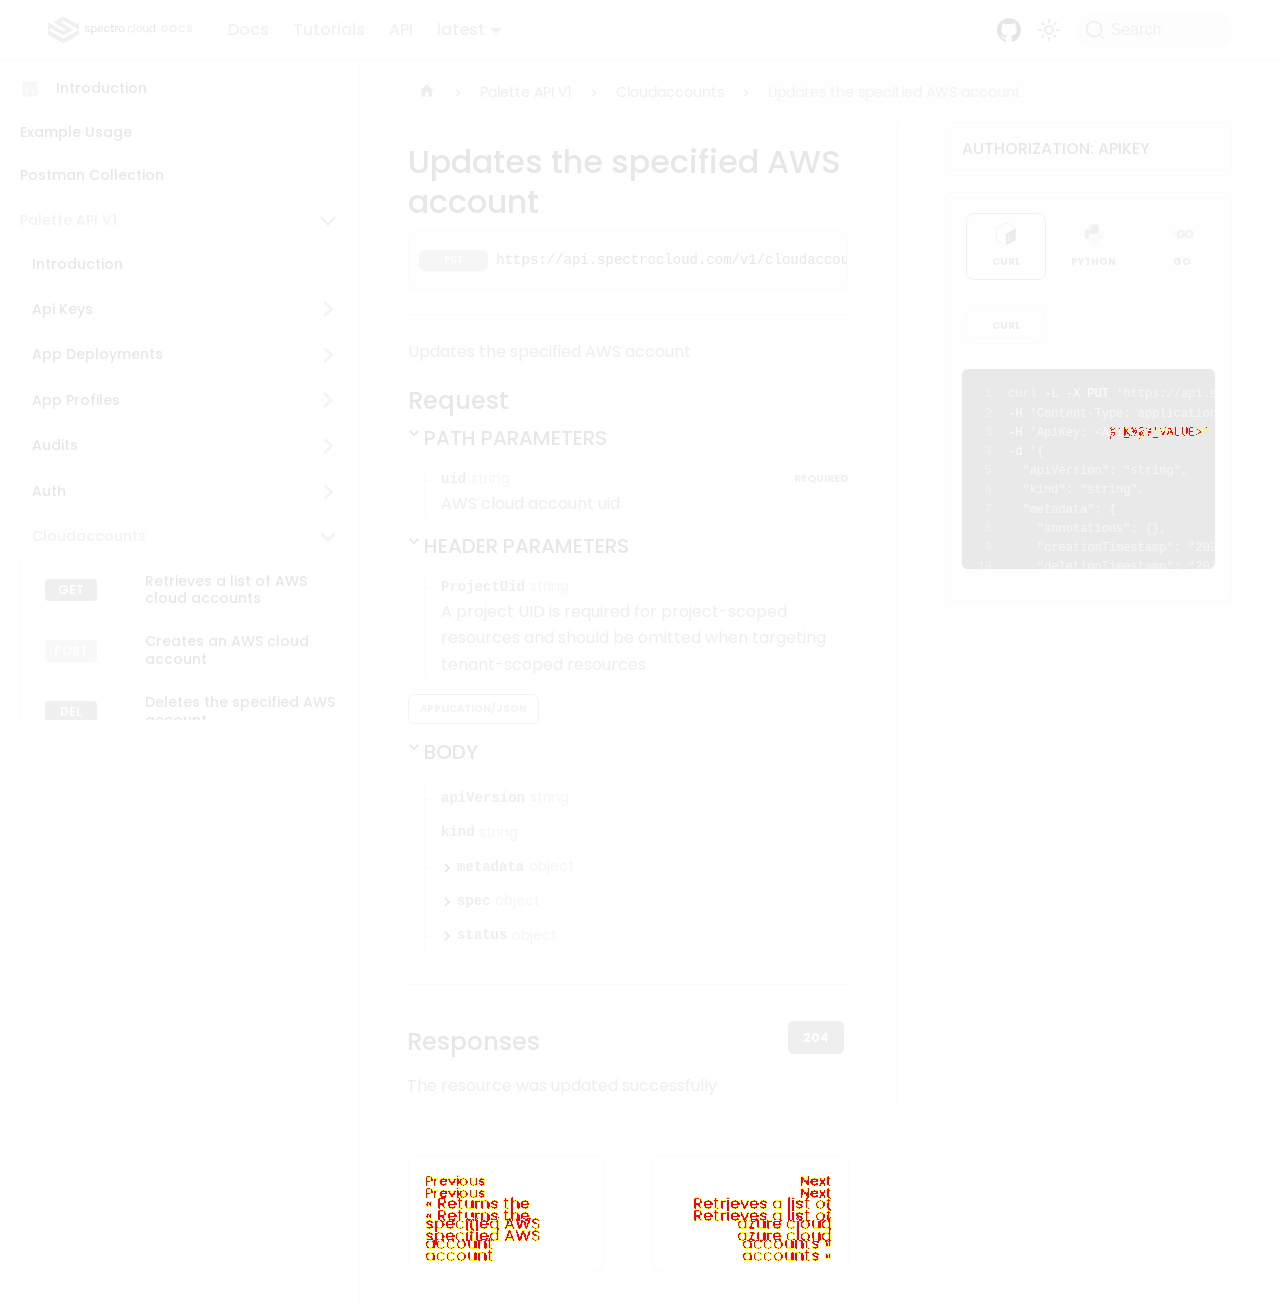 spectro cloud DOCS
Docs Tutorials API latest
Search
Introduction
Example Usage
Postman Collection
Palette API V1
Introduction
Api Keys
App Deployments
App Profiles
Audits
Auth
Cloudaccounts
GET Retrieves a list of AWS cloud accounts
POST Creates an AWS cloud account
DEL Deletes the specified AWS account
Palette API V1 Cloudaccounts Updates the specified AWS account
Updates the specified AWS
account
PUT https://api.spectrocloud.com/v1/cloudaccou
Updates the specified AWS account
Request
PATH PARAMETERS
uid string REQUIRED
AWS cloud account uid
HEADER PARAMETERS
ProjectUid string
A project UID is required for project-scoped
resources and should be omitted when targeting
tenant-scoped resources
APPLICATION/JSON
BODY
apiVersion string
kind string
metadata object
spec object
status object
Responses
204
The resource was updated successfully
Previous
« Returns the
specified AWS
account
Next
Retrieves a list of
azure cloud
accounts »
AUTHORIZATION: APIKEY
CURL PYTHON GO
CURL
1 curl -L -X PUT 'https://api.s
2 -H 'Content-Type: application
3 -H 'ApiKey:
4 -d '{
5 "apiVersion": "string",
6 "kind": "string",
7 "metadata": {
8 "annotations": {},
9 "creationTimestamp": "202
10 "deletionTimestamp": "202